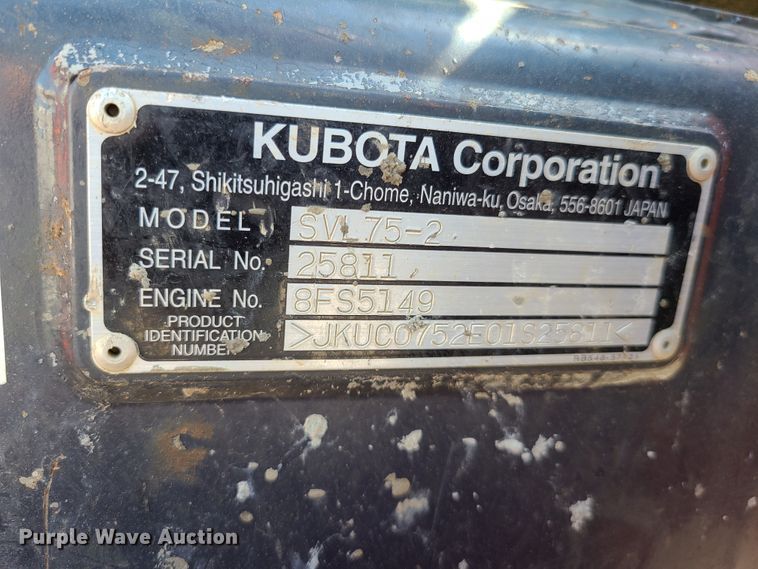 KUBOTA Corporation
2-47, Shikitsuhigashi 1-Chome, Naniwa-ku, Osaka, 556-8601 JAPAN
MODEL SVL75-2
SERIAL No. 25811
ENGINE No. 8FS5149
PRODUCT
IDENTIFICATION
NUMBER >JKUC0752E01S25811<
Purple Wave Auction